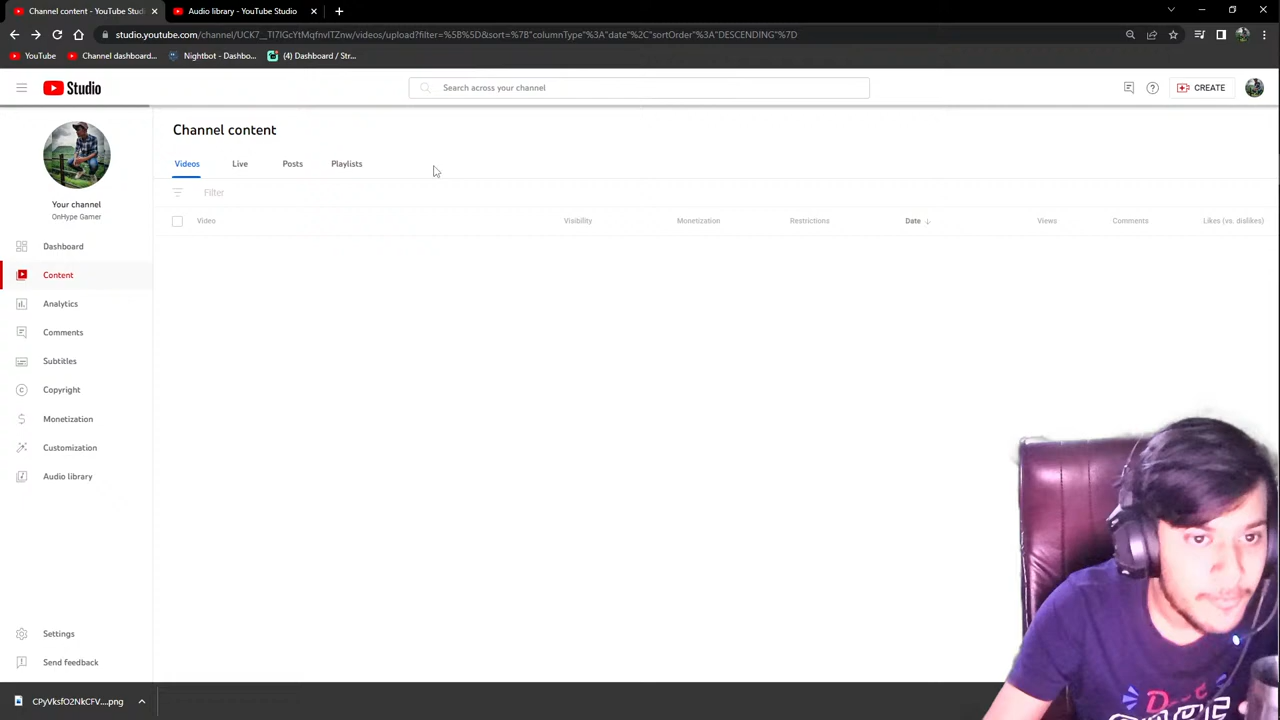 Channel content - YouTube Studio
Audio library - YouTube Studio
studio.youtube.com/channel/UCK7__TI7IGcYtMqfnvITZnw/videos/upload?filter=%5B%5D&sort=%7B"columnType"%3A"date"%2C"sortOrder"%3A"DESCENDING"%7D
YouTube
Channel dashboard...
Nightbot - Dashbo...
(4) Dashboard / Str...
Studio
Search across your channel
CREATE
Your channel
OnHype Gamer
Dashboard
Content
Analytics
Comments
Subtitles
Copyright
Monetization
Customization
Audio library
Settings
Send feedback
Channel content
Videos Live Posts Playlists
Filter
Video Visibility Monetization Restrictions Date Views Comments Likes (vs. dislikes)
CPyVksfO2NkCFV....png